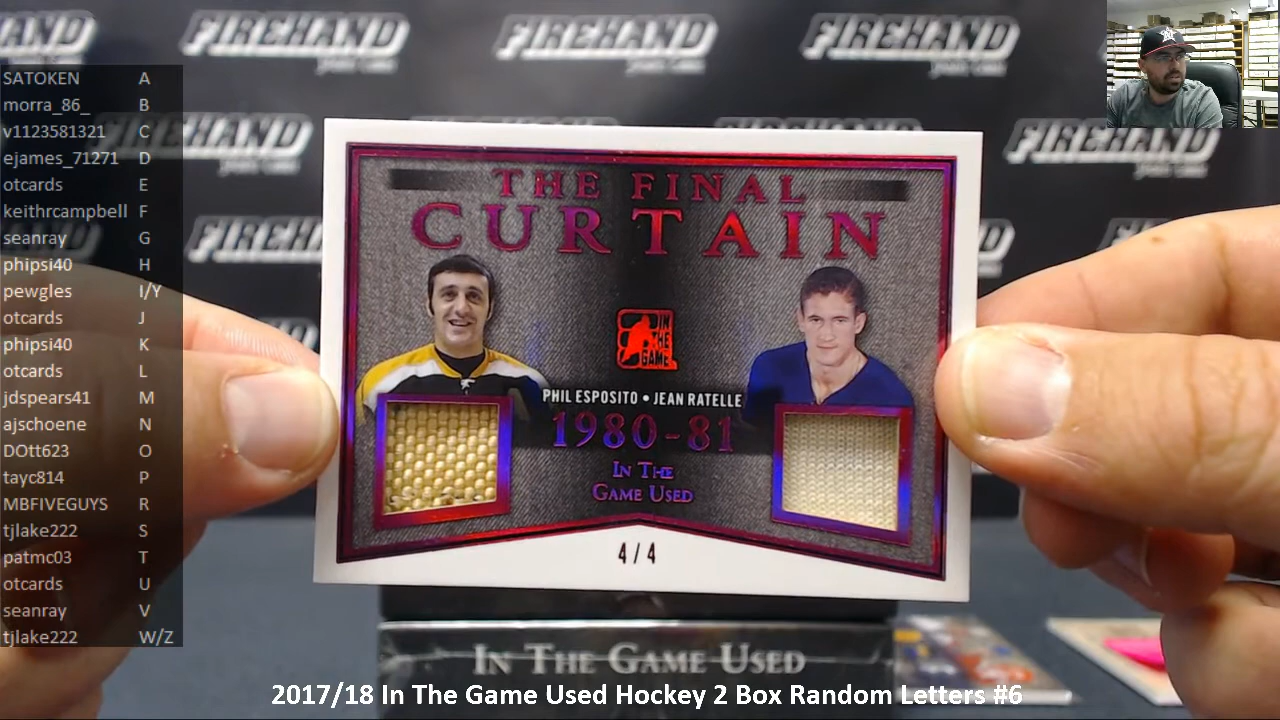 FIREHAND
FIREHAND
FIREHAND
FIREHAND
FIREHAND
FIREHAND
SATOKEN A
morra_86_ B
v1123581321 C
ejames_71271 D
otcards E
keithrcampbell F
seanray G
phipsi40 H
pewgles I/Y
otcards J
phipsi40 K
otcards L
jdspears41 M
ajschoene N
DOtt623 O
tayc814 P
MBFIVEGUYS R
tjlake222 S
patmc03 T
otcards U
seanray V
tjlake222 W/Z
THE FINAL
CURTAIN
IN
THE
GAME
PHIL ESPOSITO • JEAN RATELLE
1980-81
IN THE
GAME USED
4/4
IN THE GAME USED
2017/18 In The Game Used Hockey 2 Box Random Letters #6